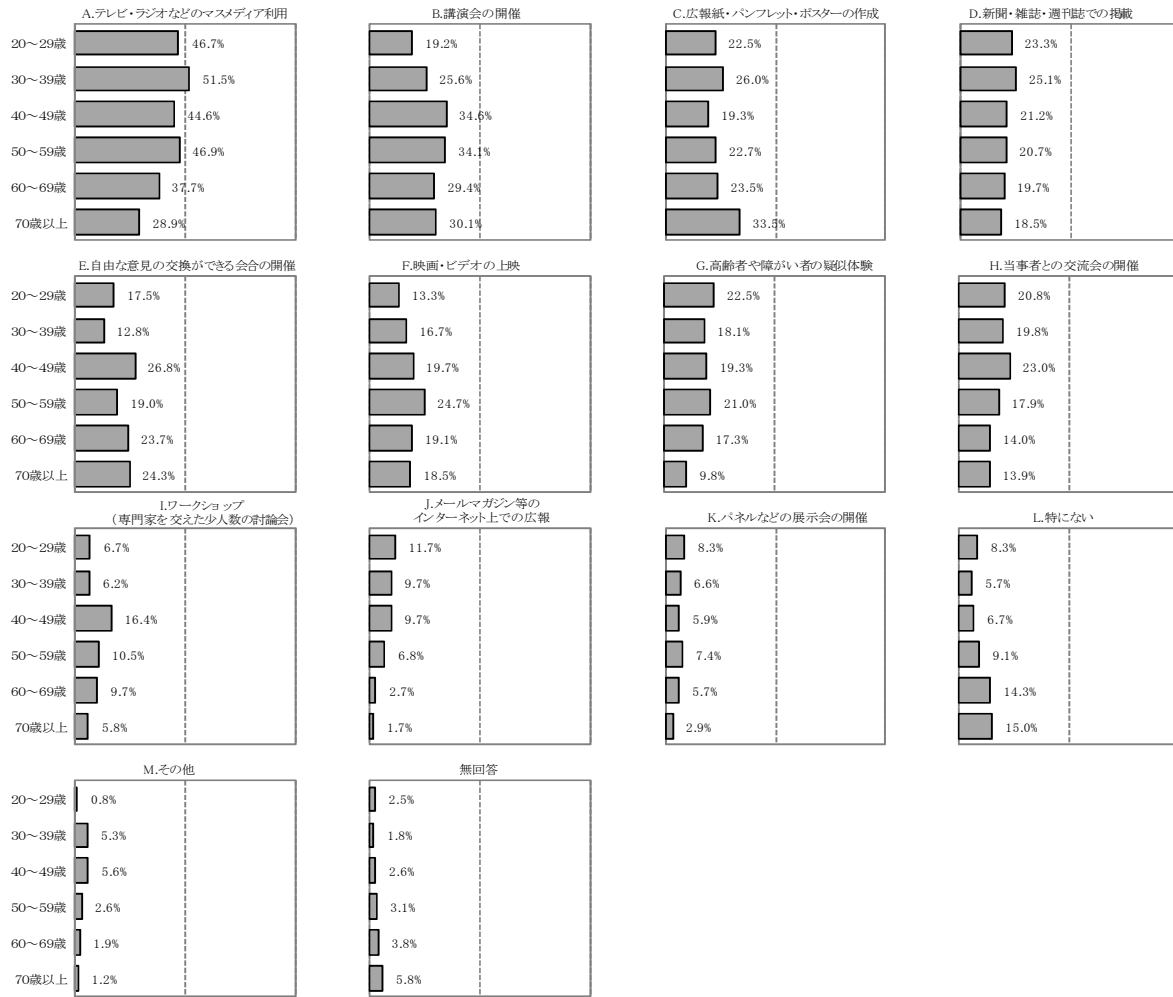 A.テレビ・ラジオなどのマスメディア利用
20～29歳 46.7%
30～39歳 51.5%
40～49歳 44.6%
50～59歳 46.9%
60～69歳 37.7%
70歳以上 28.9%
B.講演会の開催
19.2%
25.6%
34.6%
34.1%
29.4%
30.1%
C.広報紙・パンフレット・ポスターの作成
22.5%
26.0%
19.3%
22.7%
23.5%
33.5%
D.新聞・雑誌・週刊誌での掲載
23.3%
25.1%
21.2%
20.7%
19.7%
18.5%
E.自由な意見の交換ができる会合の開催
20～29歳 17.5%
30～39歳 12.8%
40～49歳 26.8%
50～59歳 19.0%
60～69歳 23.7%
70歳以上 24.3%
F.映画・ビデオの上映
13.3%
16.7%
19.7%
24.7%
19.1%
18.5%
G.高齢者や障がい者の疑似体験
22.5%
18.1%
19.3%
21.0%
17.3%
9.8%
H.当事者との交流会の開催
20.8%
19.8%
23.0%
17.9%
14.0%
13.9%
I.ワークショップ
（専門家を交えた少人数の討論会）
20～29歳 6.7%
30～39歳 6.2%
40～49歳 16.4%
50～59歳 10.5%
60～69歳 9.7%
70歳以上 5.8%
J.メールマガジン等の
インターネット上での広報
11.7%
9.7%
9.7%
6.8%
2.7%
1.7%
K.パネルなどの展示会の開催
8.3%
6.6%
5.9%
7.4%
5.7%
2.9%
L.特にない
8.3%
5.7%
6.7%
9.1%
14.3%
15.0%
M.その他
20～29歳 0.8%
30～39歳 5.3%
40～49歳 5.6%
50～59歳 2.6%
60～69歳 1.9%
70歳以上 1.2%
無回答
2.5%
1.8%
2.6%
3.1%
3.8%
5.8%